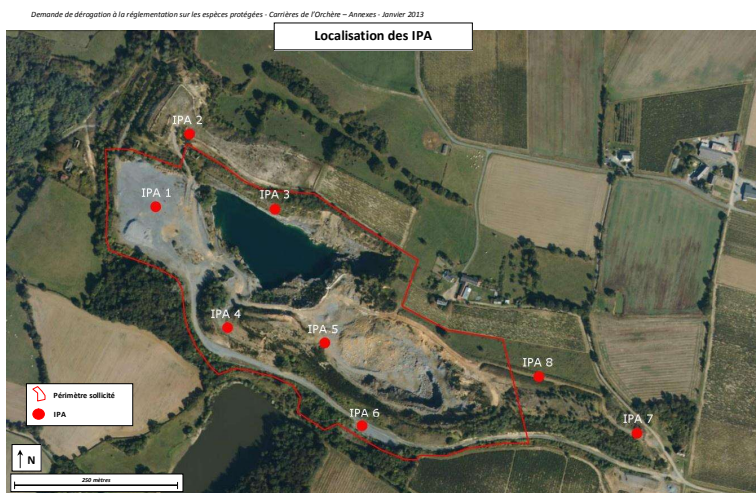 Demande de dérogation à la réglementation sur les espèces protégées - Carrières de l'Orchère – Annexes - Janvier 2013
Localisation des IPA
IPA 2
IPA 1
IPA 3
IPA 4
IPA 5
IPA 8
IPA 6
IPA 7
Périmètre sollicité
IPA
N
250 mètres